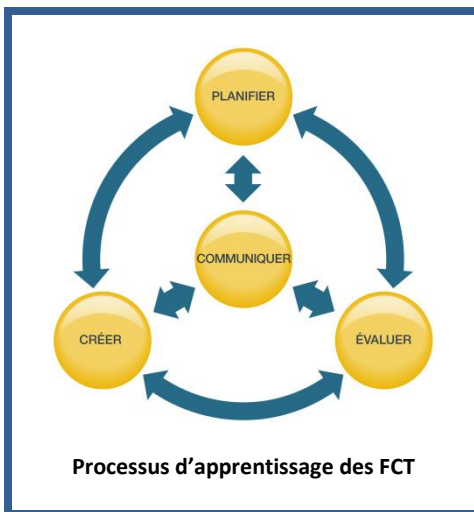 PLANIFIER
COMMUNIQUER
CRÉER
ÉVALUER
Processus d’apprentissage des FCT